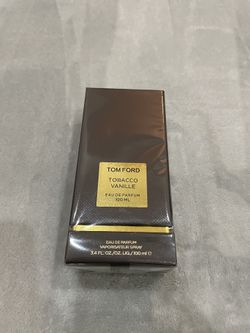 TOM FORD
TOBACCO
VANILLE
EAU DE PARFUM
100 ML
EAU DE PARFUM
VAPORISATEUR SPRAY
3.4 FL. OZ./OZ. LIQ./100 ml ℮